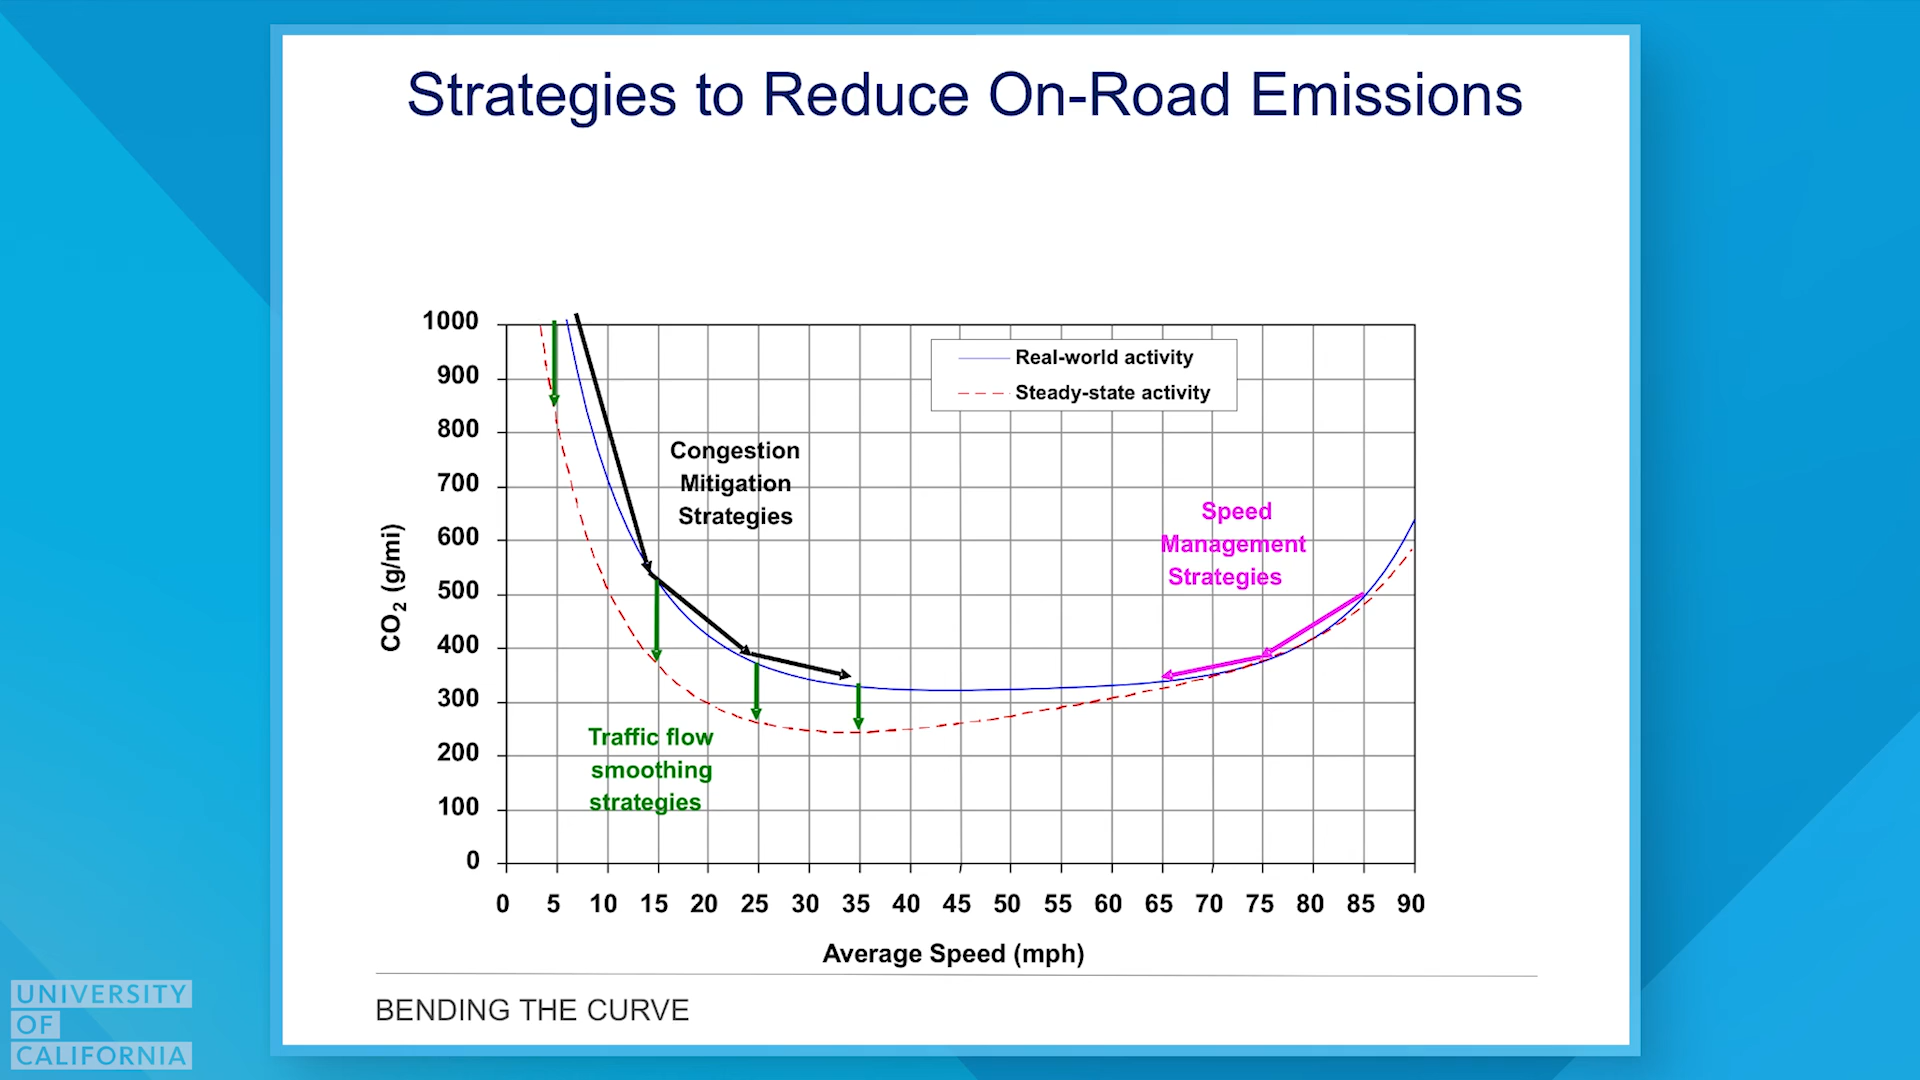 Strategies to Reduce On-Road Emissions
1000
900
800
700
600
500
400
300
200
100
0
CO2 (g/mi)
Real-world activity
Steady-state activity
Congestion
Mitigation
Strategies
Speed
Management
Strategies
Traffic flow
smoothing
strategies
0 5 10 15 20 25 30 35 40 45 50 55 60 65 70 75 80 85 90
Average Speed (mph)
BENDING THE CURVE
UNIVERSITY
OF
CALIFORNIA